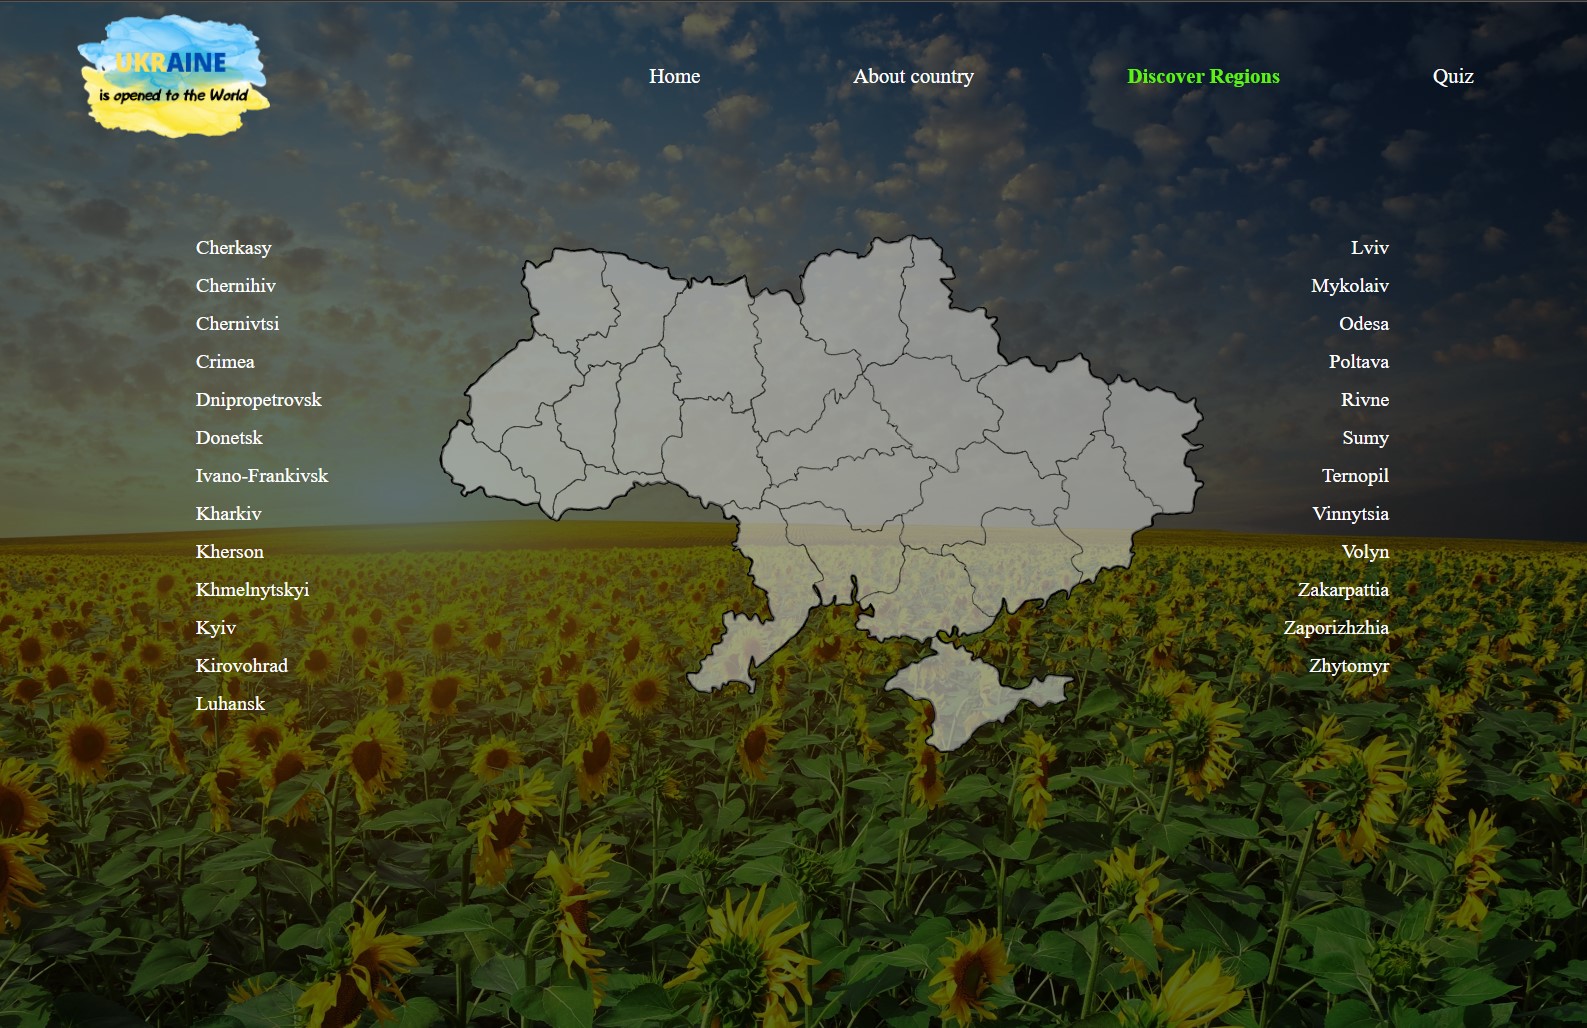 UKRAINE
is opened to the World
Home
About country
Discover Regions
Quiz
Cherkasy
Chernihiv
Chernivtsi
Crimea
Dnipropetrovsk
Donetsk
Ivano-Frankivsk
Kharkiv
Kherson
Khmelnytskyi
Kyiv
Kirovohrad
Luhansk
Lviv
Mykolaiv
Odesa
Poltava
Rivne
Sumy
Ternopil
Vinnytsia
Volyn
Zakarpattia
Zaporizhzhia
Zhytomyr